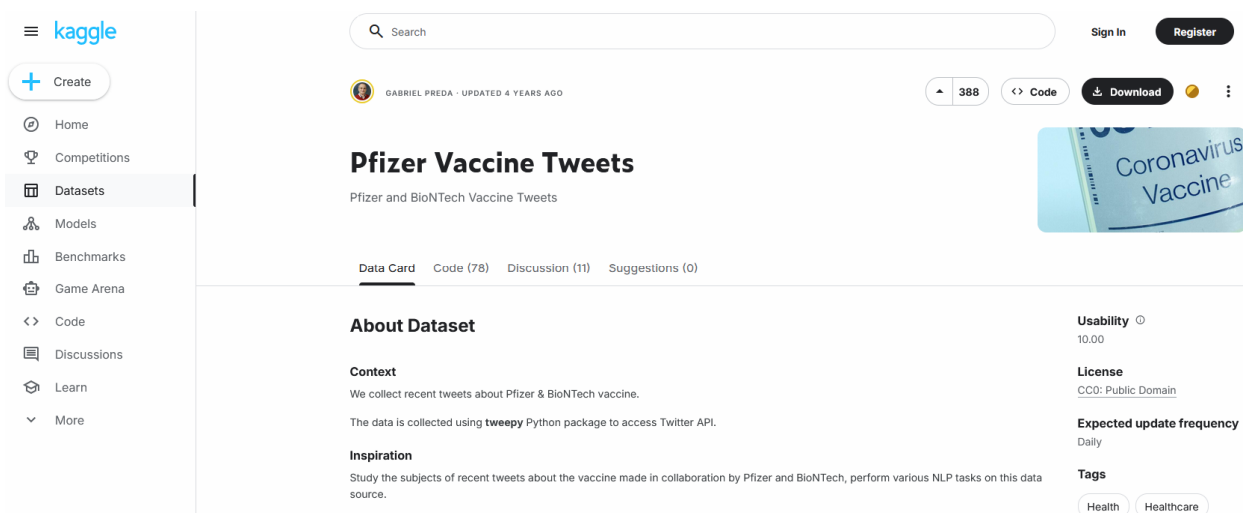 kaggle
Search
Sign In
Register
Create
Home
Competitions
Datasets
Models
Benchmarks
Game Arena
Code
Discussions
Learn
More
GABRIEL PREDA · UPDATED 4 YEARS AGO
388
<> Code
Download
Pfizer Vaccine Tweets
Pfizer and BioNTech Vaccine Tweets
Coronavirus
Vaccine
Data Card Code (78) Discussion (11) Suggestions (0)
About Dataset
Context
We collect recent tweets about Pfizer & BioNTech vaccine.
The data is collected using tweepy Python package to access Twitter API.
Inspiration
Study the subjects of recent tweets about the vaccine made in collaboration by Pfizer and BioNTech, perform various NLP tasks on this data
source.
Usability
10.00
License
CC0: Public Domain
Expected update frequency
Daily
Tags
Health Healthcare